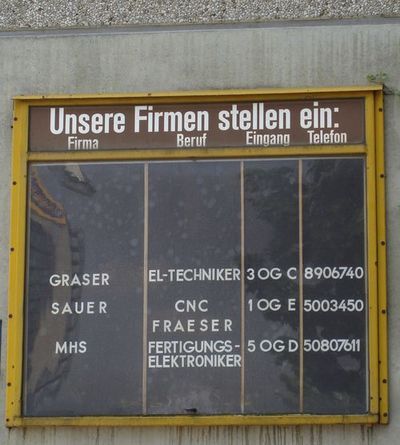 Unsere Firmen stellen ein:
Firma Beruf Eingang Telefon
GRASER EL-TECHNIKER 3 OG C 8906740
SAUER CNC 1 OG E 5003450
FRAESER
MHS FERTIGUNGS- 5 OG D 50807611
ELEKTRONIKER